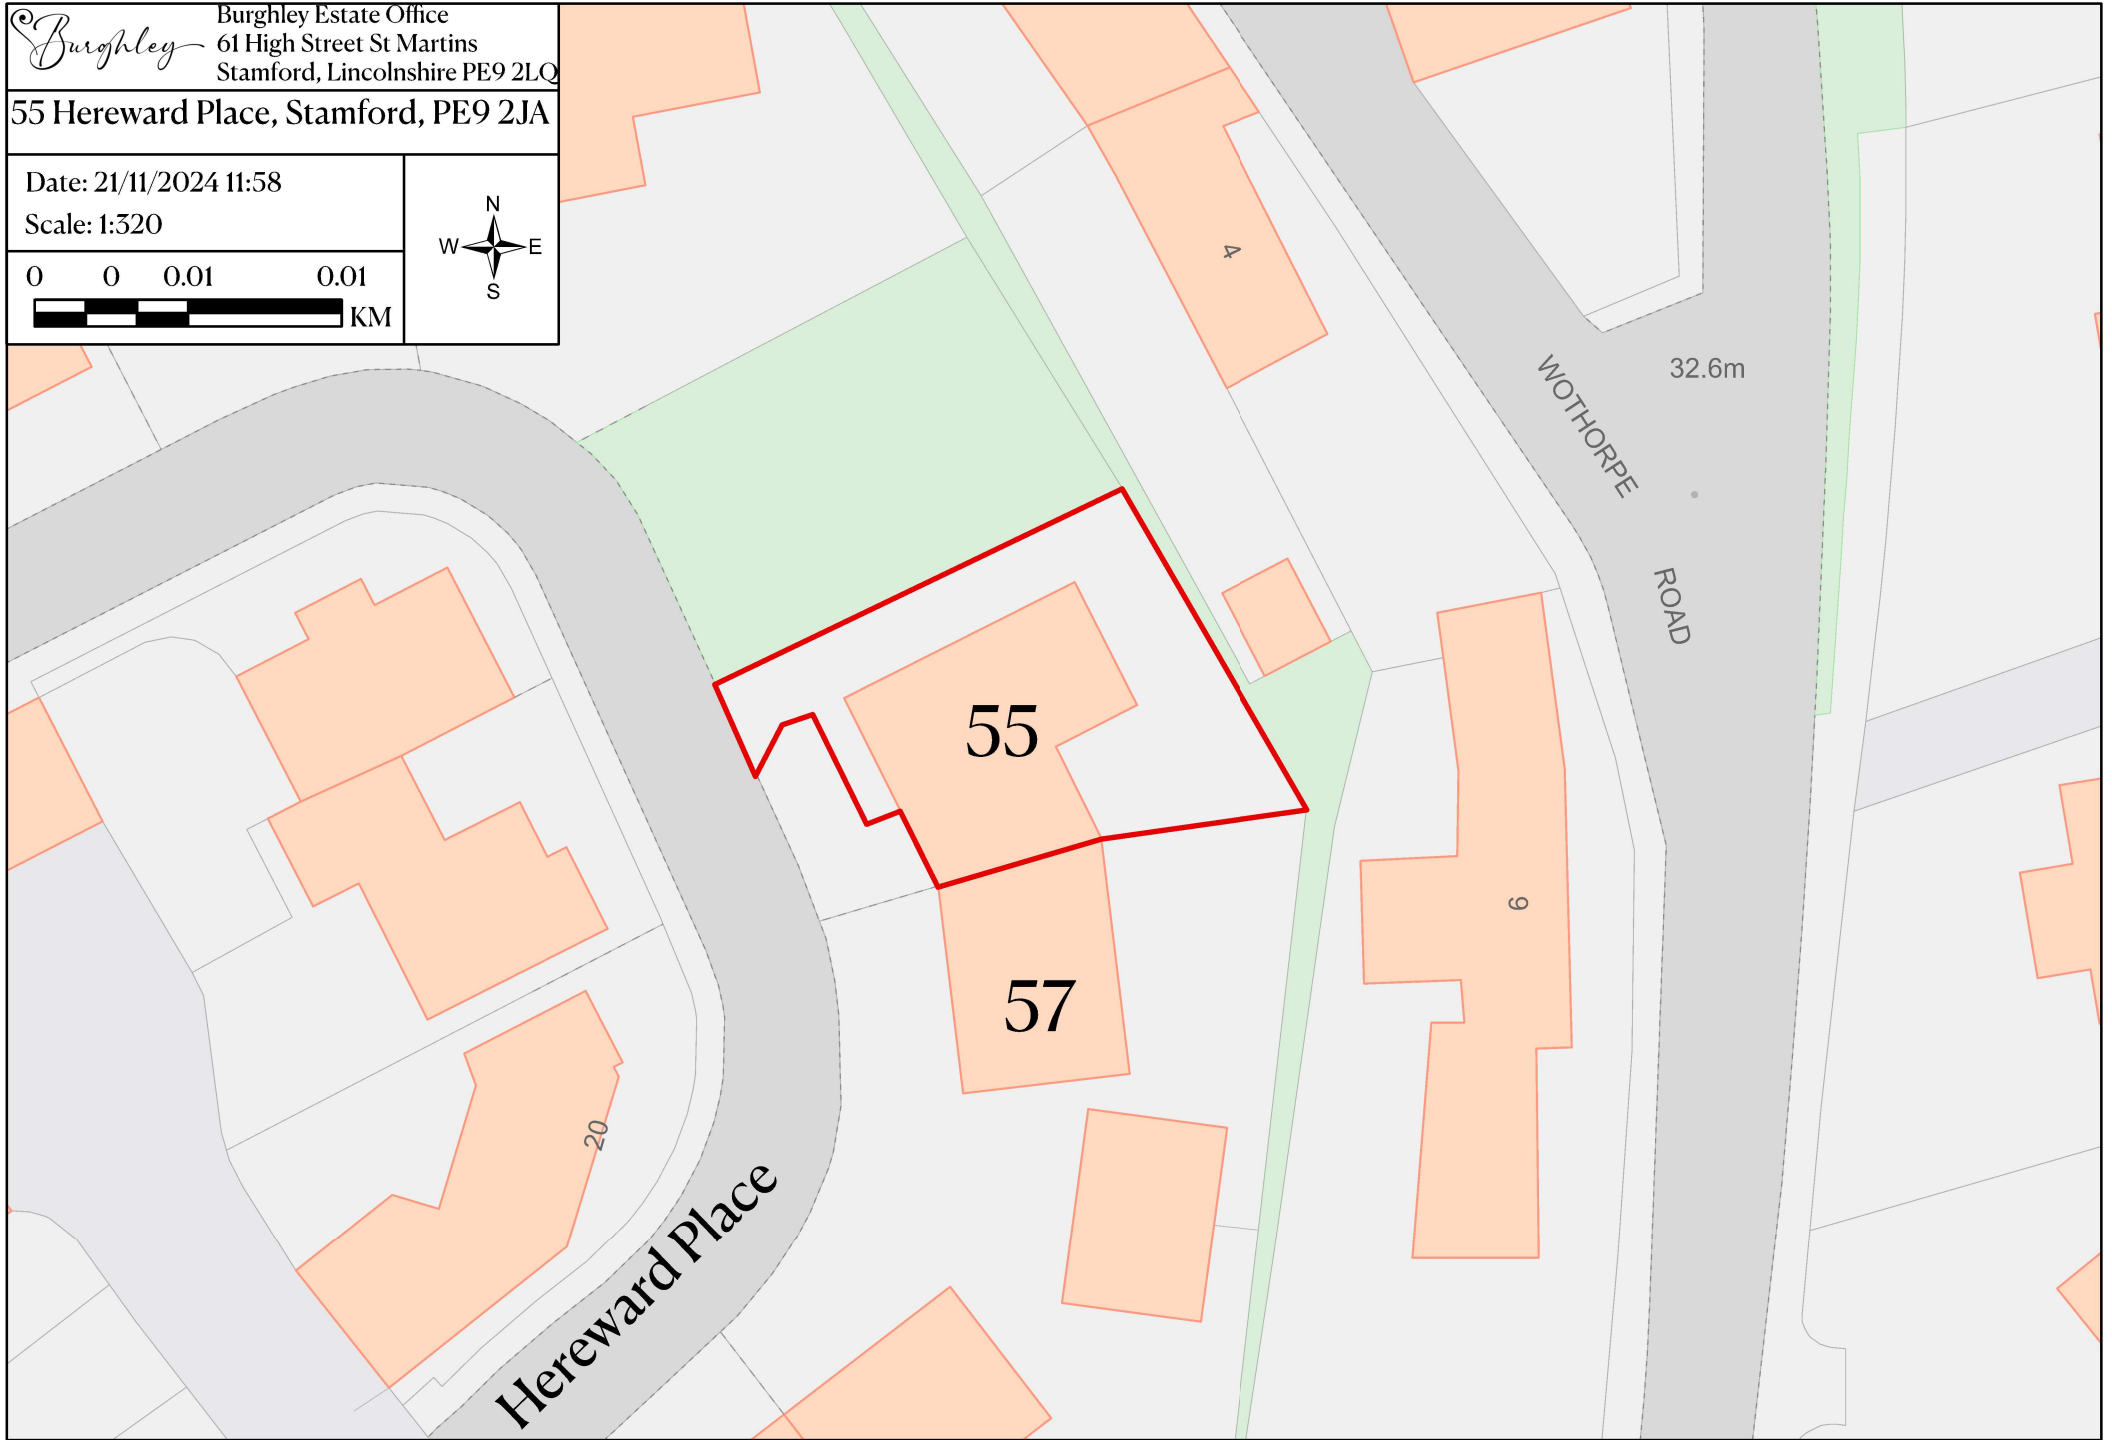 Burghley
Burghley Estate Office
61 High Street St Martins
Stamford, Lincolnshire PE9 2LQ
55 Hereward Place, Stamford, PE9 2JA
Date: 21/11/2024 11:58
Scale: 1:320
0 0 0.01 0.01
KM
N
W E
S
4
32.6m
WOTHORPE
ROAD
55
9
57
20
Hereward Place